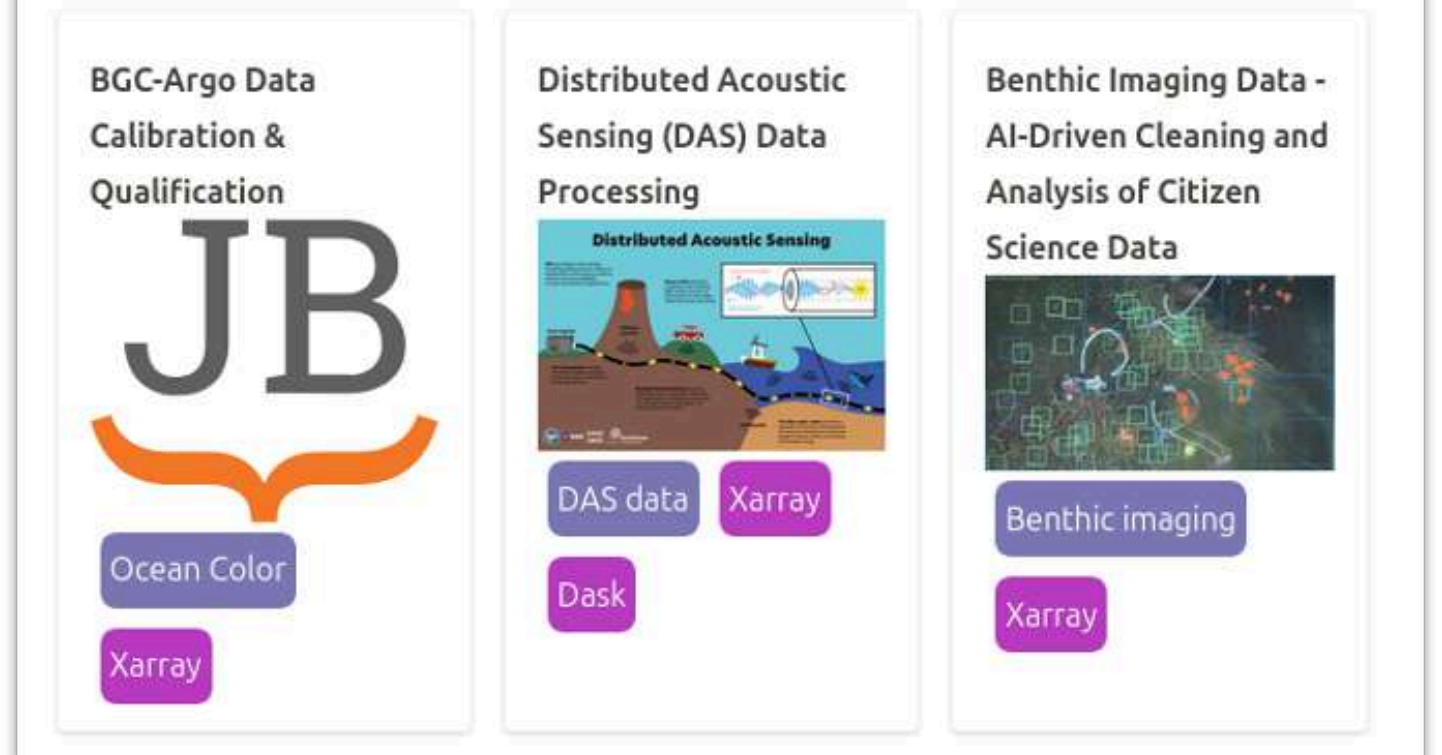 BGC-Argo Data
Calibration &
Qualification
JB
Ocean Color
Xarray
Distributed Acoustic
Sensing (DAS) Data
Processing
Distributed Acoustic Sensing
DAS data Xarray
Dask
Benthic Imaging Data -
AI-Driven Cleaning and
Analysis of Citizen
Science Data
Benthic imaging
Xarray